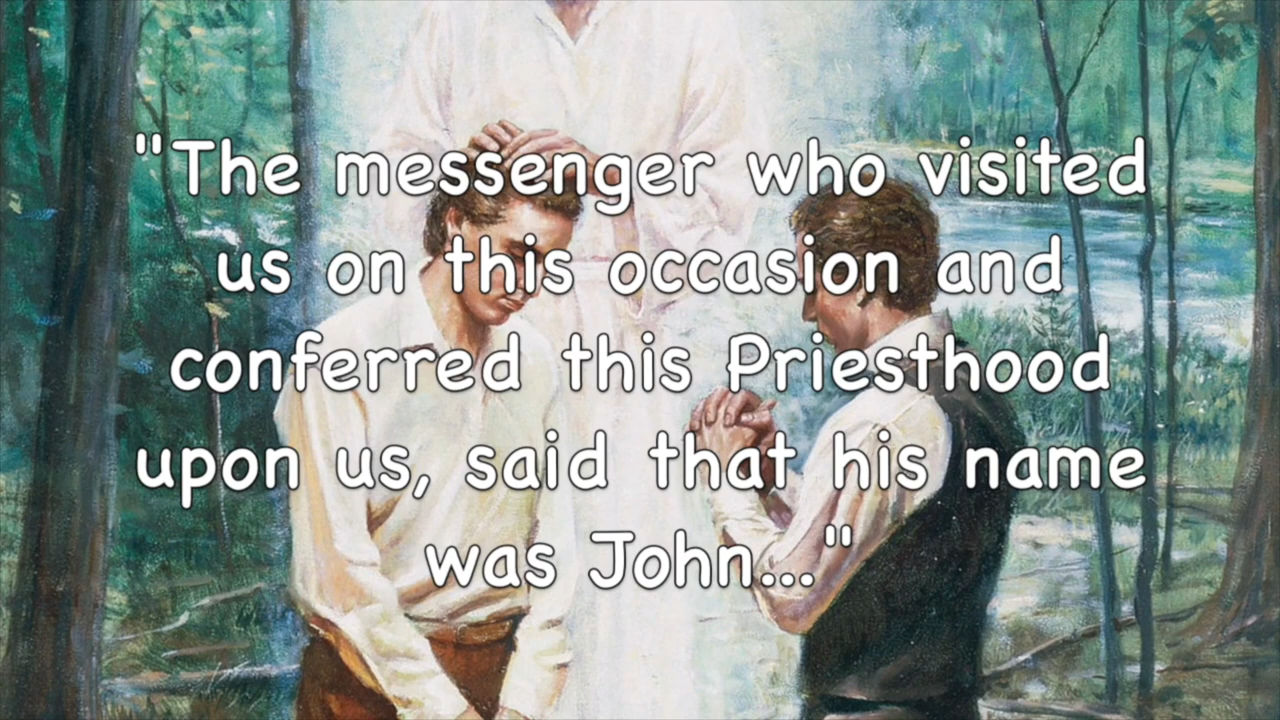 "The messenger who visited
us on this occasion and
conferred this Priesthood
upon us, said that his name
was John..."